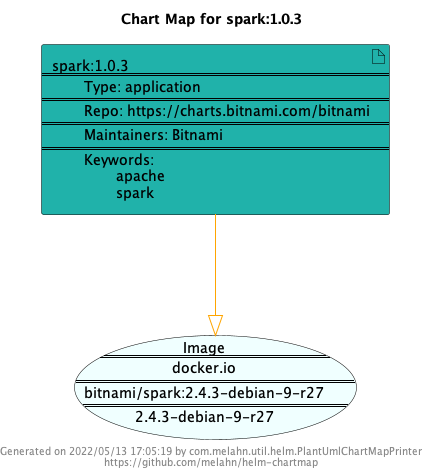 Chart Map for spark:1.0.3
spark:1.0.3
Type: application
Repo: https://charts.bitnami.com/bitnami
Maintainers: Bitnami
Keywords:
apache
spark
Image
docker.io
bitnami/spark:2.4.3-debian-9-r27
2.4.3-debian-9-r27
Generated on 2022/05/13 17:05:19 by com.melahn.util.helm.PlantUmlChartMapPrinter
https://github.com/melahn/helm-chartmap